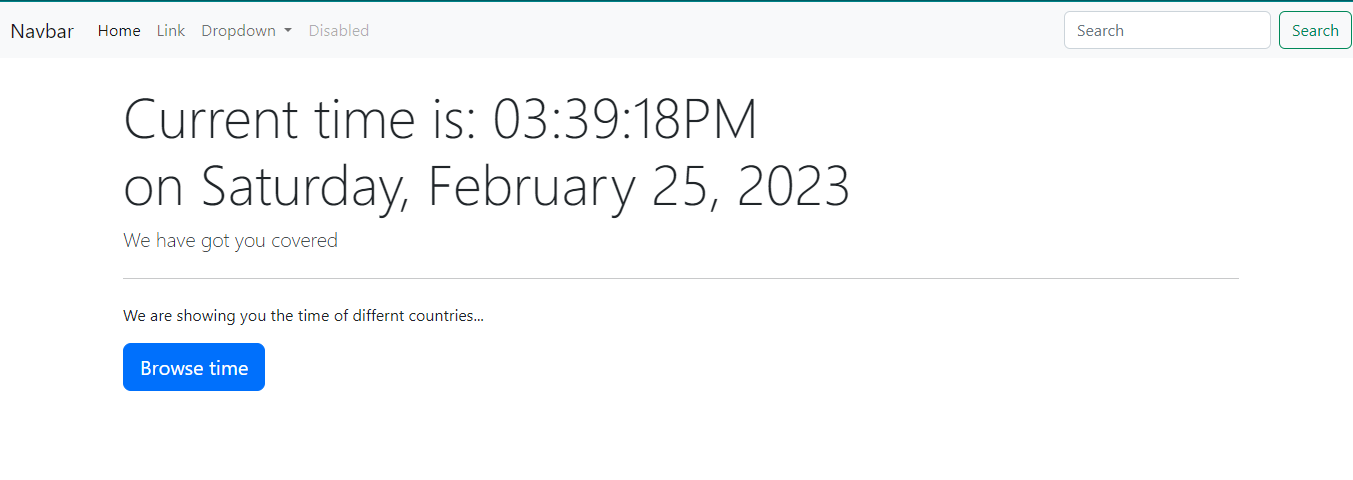 Navbar Home Link Dropdown Disabled Search Search
Current time is: 03:39:18PM
on Saturday, February 25, 2023
We have got you covered
We are showing you the time of differnt countries...
Browse time